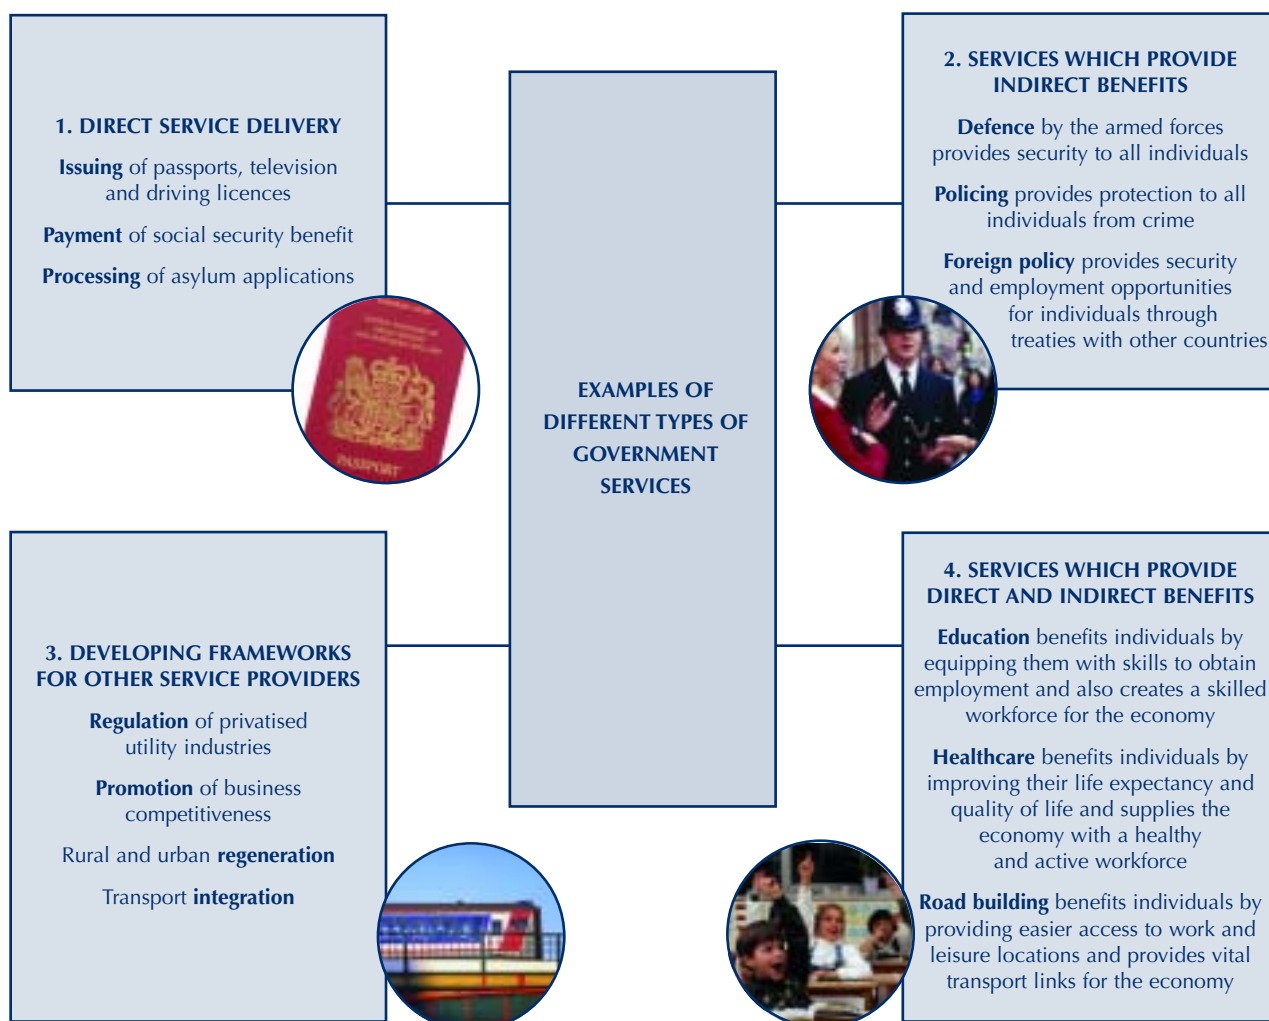 1. DIRECT SERVICE DELIVERY
Issuing of passports, television
and driving licences
Payment of social security benefit
Processing of asylum applications
PASSPORT
2. SERVICES WHICH PROVIDE
INDIRECT BENEFITS
Defence by the armed forces
provides security to all individuals
Policing provides protection to all
individuals from crime
Foreign policy provides security
and employment opportunities
for individuals through
treaties with other countries
EXAMPLES OF
DIFFERENT TYPES OF
GOVERNMENT
SERVICES
3. DEVELOPING FRAMEWORKS
FOR OTHER SERVICE PROVIDERS
Regulation of privatised
utility industries
Promotion of business
competitiveness
Rural and urban regeneration
Transport integration
4. SERVICES WHICH PROVIDE
DIRECT AND INDIRECT BENEFITS
Education benefits individuals by
equipping them with skills to obtain
employment and also creates a skilled
workforce for the economy
Healthcare benefits individuals by
improving their life expectancy and
quality of life and supplies the
economy with a healthy
and active workforce
Road building benefits individuals by
providing easier access to work and
leisure locations and provides vital
transport links for the economy